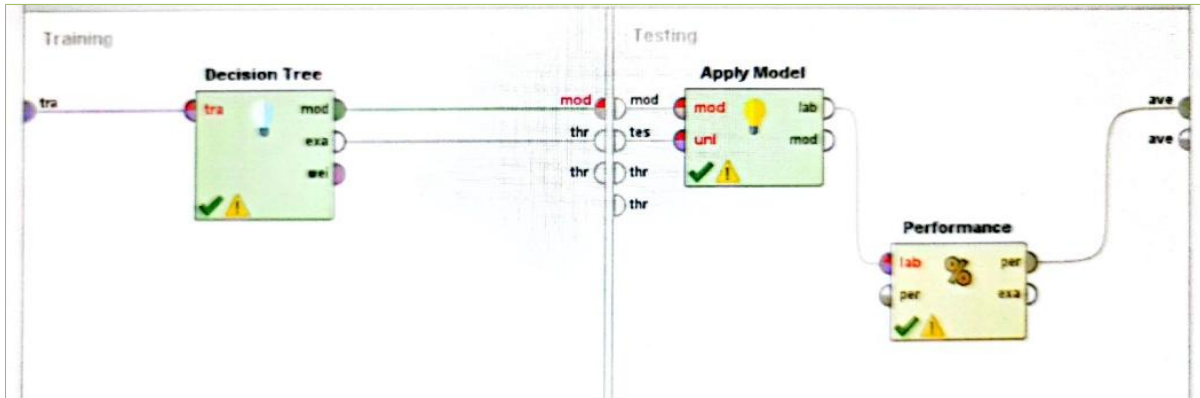 Training
Testing
Decision Tree
tra
tra
mod
exa
wei
mod
thr
thr
mod
tes
thr
thr
Apply Model
mod
unl
lab
mod
Performance
lab
per
%
per
exa
ave
ave